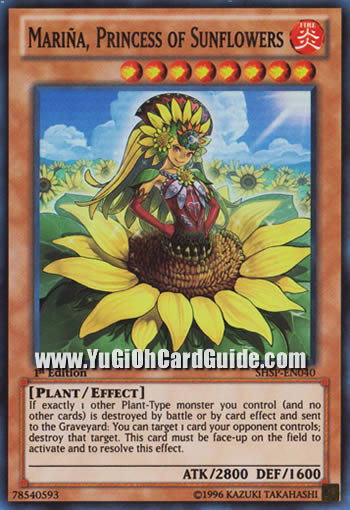 Mariña, Princess of Sunflowers
FIRE
炎
www.YuGiOhCardGuide.com
1st Edition
SHSP-EN040
[Plant/Effect]
If exactly 1 other Plant-Type monster you control (and no
other cards) is destroyed by battle or by card effect and sent
to the Graveyard: You can target 1 card your opponent controls;
destroy that target. This card must be face-up on the field
to activate and to resolve this effect.
ATK/2800 DEF/1600
78540593
©1996 KAZUKI TAKAHASHI